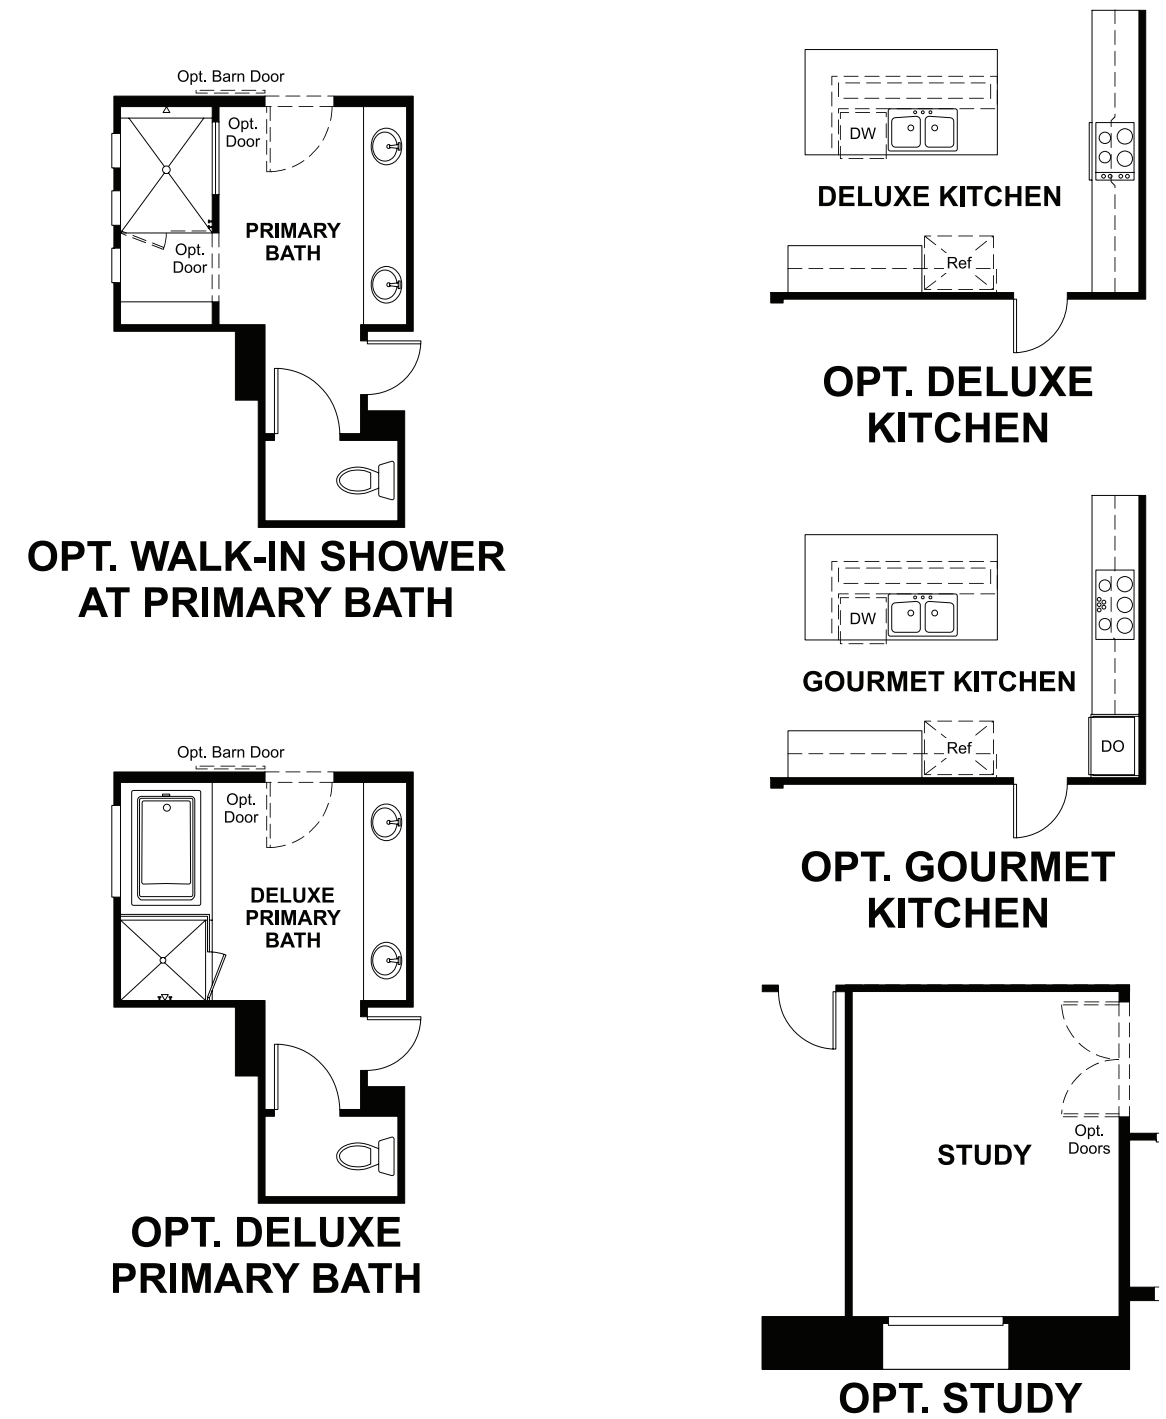 Opt. Barn Door
Opt.
Door
PRIMARY
BATH
Opt.
Door
OPT. WALK-IN SHOWER
AT PRIMARY BATH
Opt. Barn Door
Opt.
Door
DELUXE
PRIMARY
BATH
OPT. DELUXE
PRIMARY BATH
DW
DELUXE KITCHEN
Ref
OPT. DELUXE
KITCHEN
DW
GOURMET KITCHEN
Ref
DO
OPT. GOURMET
KITCHEN
Opt.
Doors
STUDY
OPT. STUDY